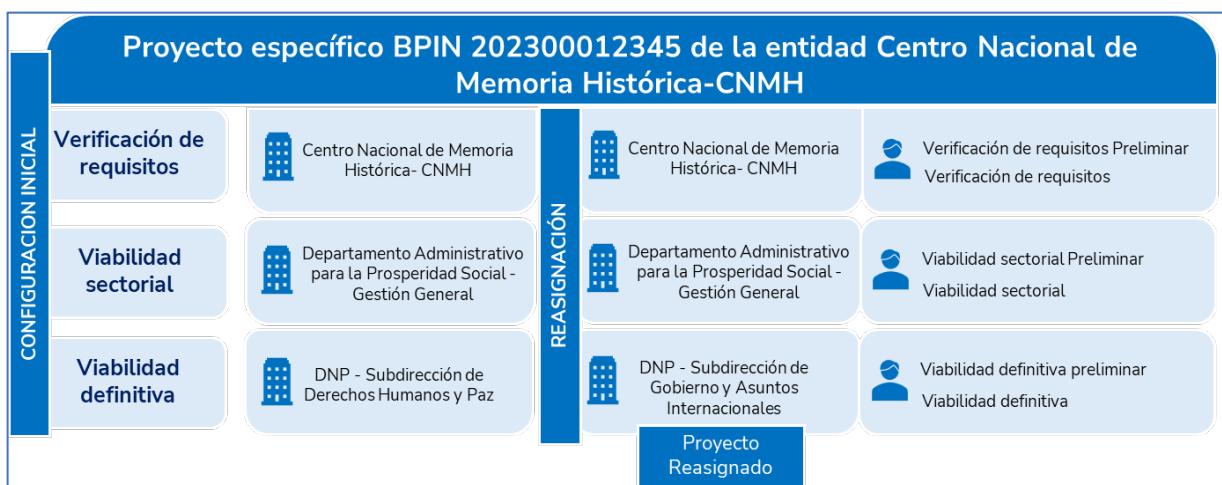 Proyecto específico BPIN 202300012345 de la entidad Centro Nacional de
Memoria Histórica-CNMH
CONFIGURACION INICIAL
Verificación de
requisitos
Centro Nacional de Memoria
Histórica- CNMH
REASIGNACIÓN
Centro Nacional de Memoria
Histórica- CNMH
Verificación de requisitos Preliminar
Verificación de requisitos
Viabilidad
sectorial
Departamento Administrativo
para la Prosperidad Social -
Gestión General
Departamento Administrativo
para la Prosperidad Social -
Gestión General
Viabilidad sectorial Preliminar
Viabilidad sectorial
Viabilidad
definitiva
DNP - Subdirección de
Derechos Humanos y Paz
DNP - Subdirección de
Gobierno y Asuntos
Internacionales
Viabilidad definitiva preliminar
Viabilidad definitiva
Proyecto
Reasignado